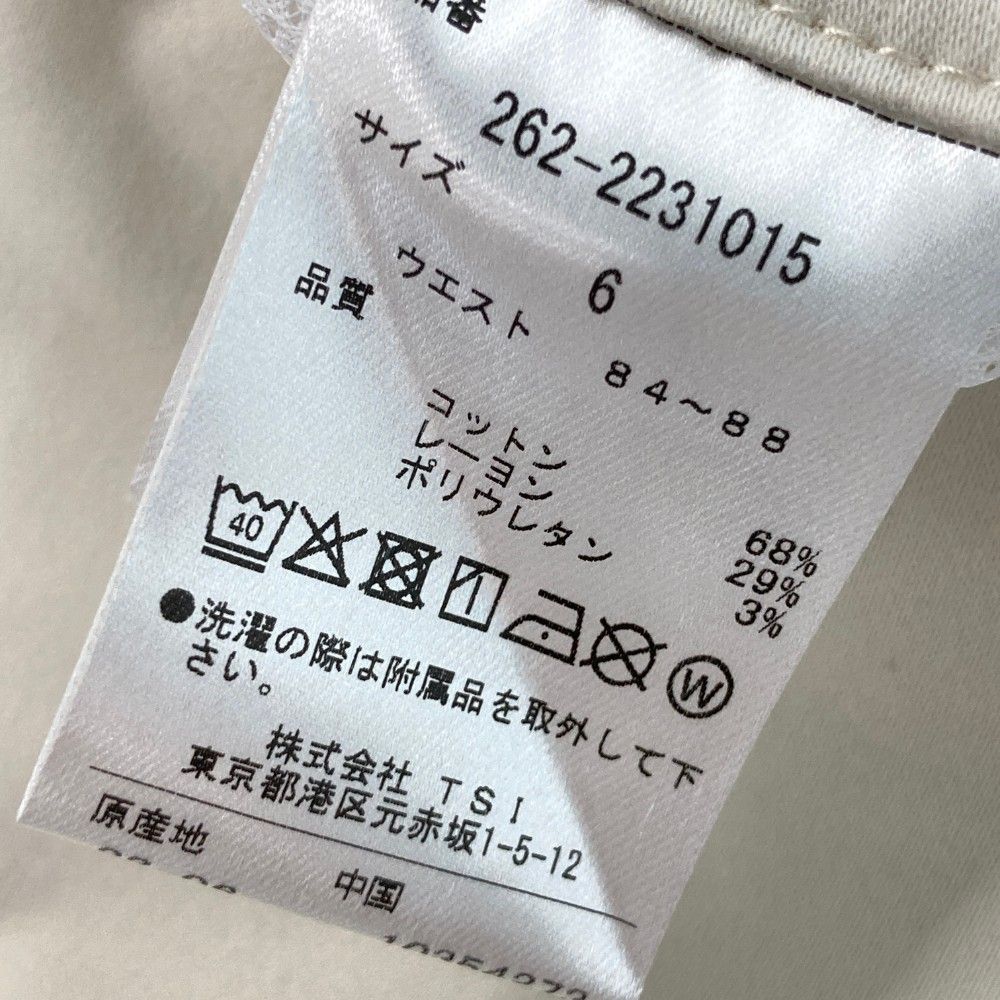 品番
262-2231015
サイズ 6
ウエスト 84～88
品質
コットン 68%
レーヨン 29%
ポリウレタン 3%
40
W
●洗濯の際は附属品を取外して下
さい。
株式会社 TSI
東京都港区元赤坂1-5-12
原産地 中国